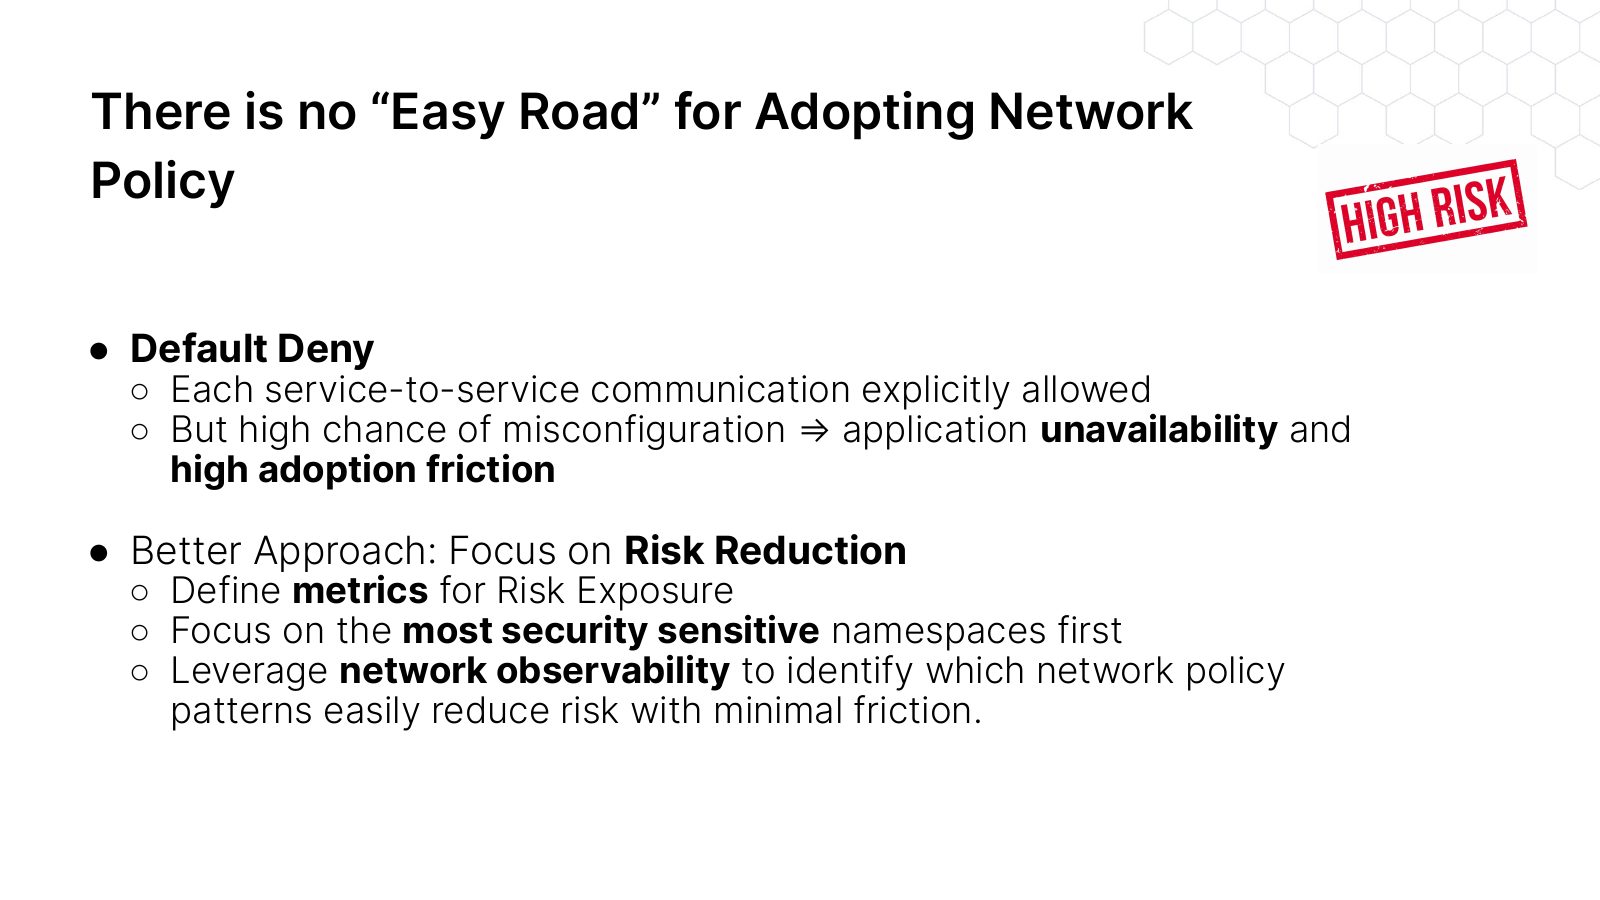 There is no “Easy Road” for Adopting Network
Policy
HIGH RISK
● Default Deny
○ Each service-to-service communication explicitly allowed
○ But high chance of misconfiguration ⇒ application unavailability and
high adoption friction
● Better Approach: Focus on Risk Reduction
○ Define metrics for Risk Exposure
○ Focus on the most security sensitive namespaces first
○ Leverage network observability to identify which network policy
patterns easily reduce risk with minimal friction.